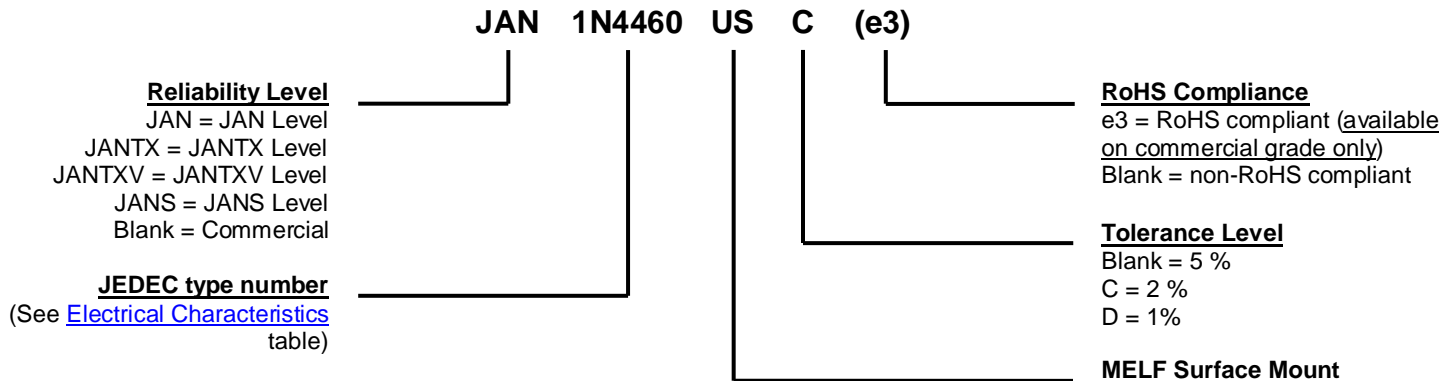 JAN 1N4460 US C (e3)
Reliability Level
JAN = JAN Level
JANTX = JANTX Level
JANTXV = JANTXV Level
JANS = JANS Level
Blank = Commercial
JEDEC type number
(See Electrical Characteristics
table)
RoHS Compliance
e3 = RoHS compliant (available
on commercial grade only)
Blank = non-RoHS compliant
Tolerance Level
Blank = 5 %
C = 2 %
D = 1%
MELF Surface Mount